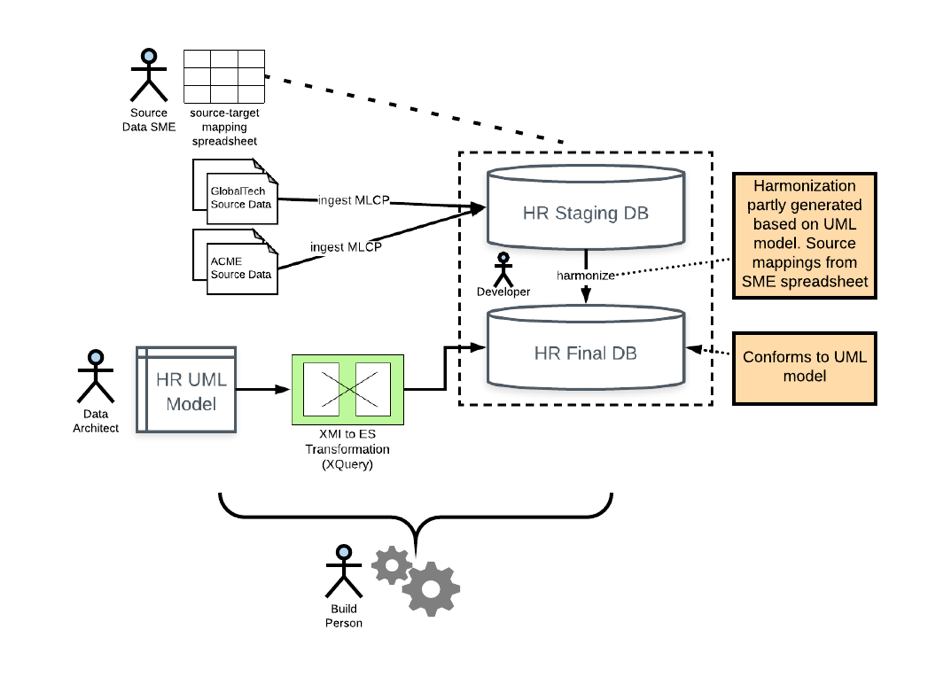 Source
Data SME
source-target
mapping
spreadsheet
GlobalTech
Source Data
ingest MLCP
ACME
Source Data
ingest MLCP
HR Staging DB
Developer
harmonize
HR Final DB
Harmonization
partly generated
based on UML
model. Source
mappings from
SME spreadsheet
Conforms to UML
model
Data
Architect
HR UML
Model
XMI to ES
Transformation
(XQuery)
Build
Person